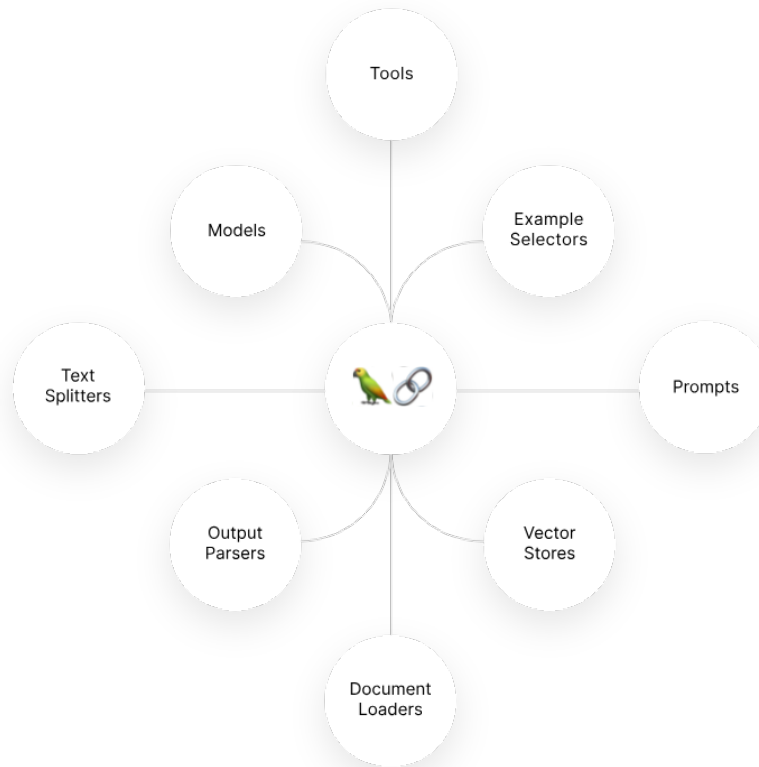 Tools
Models
Example
Selectors
Text
Splitters
Prompts
Output
Parsers
Vector
Stores
Document
Loaders